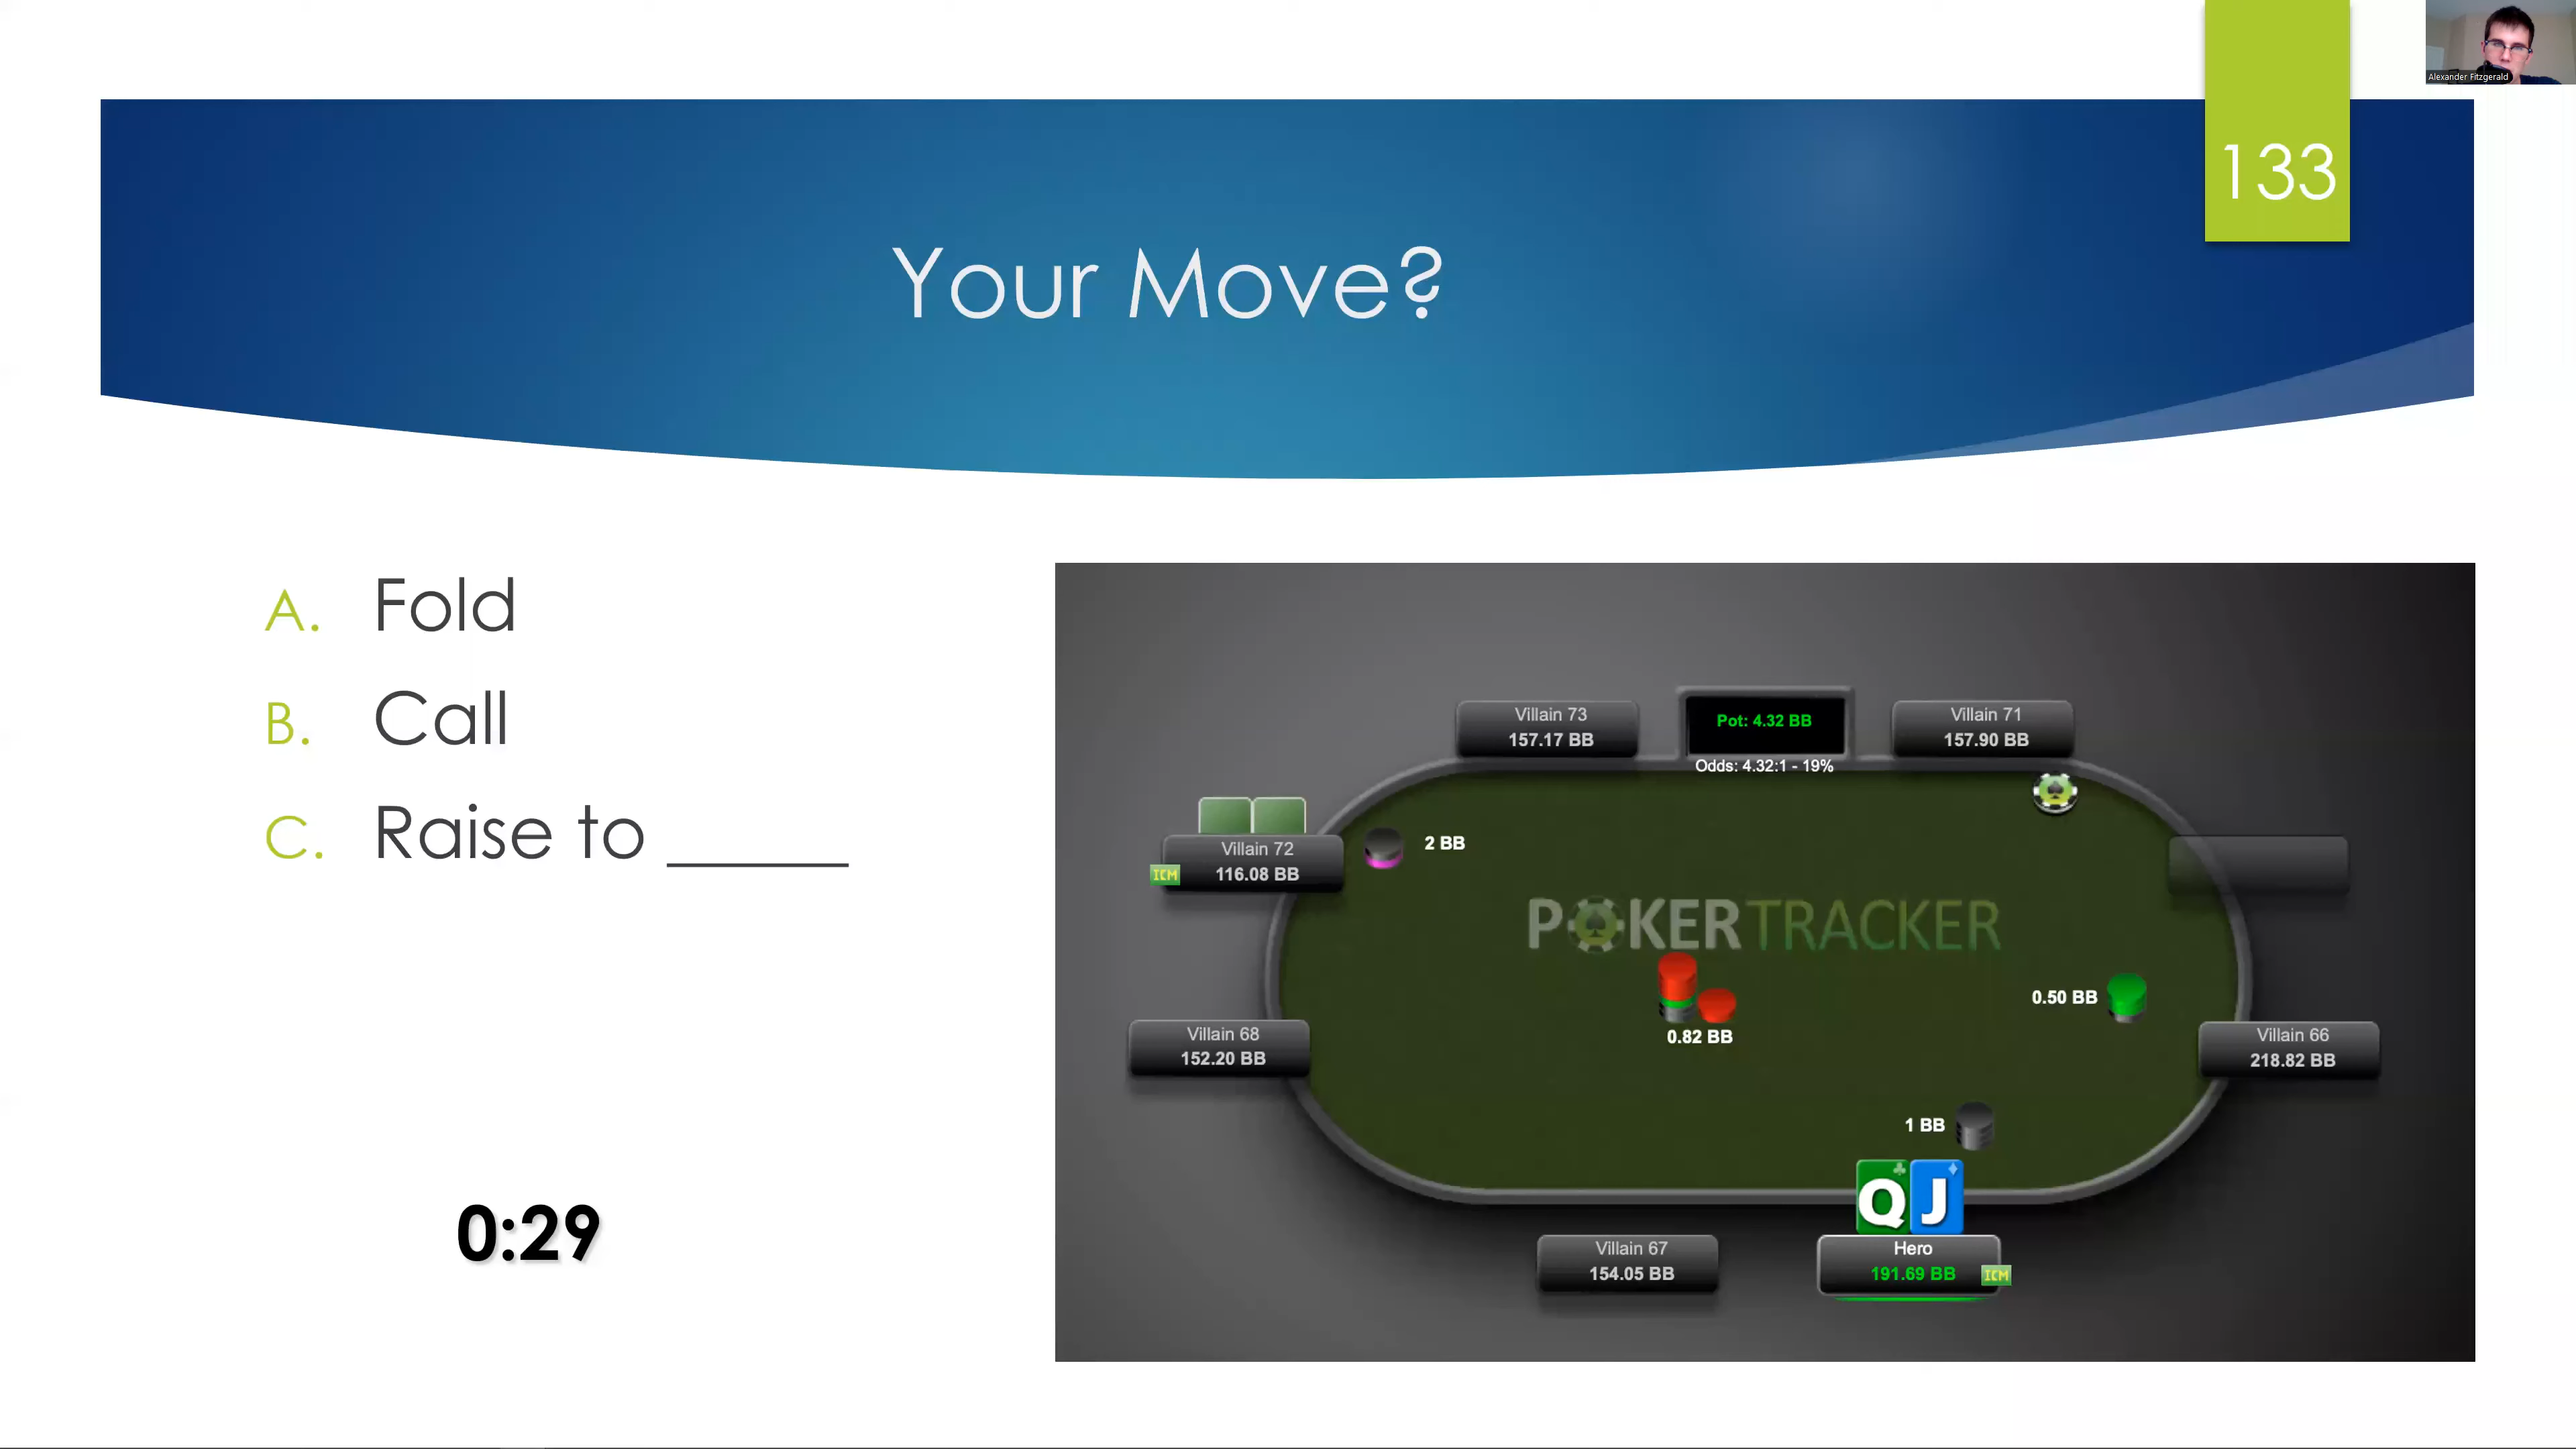 Alexander Fitzgerald
133
Your Move?
A. Fold
B. Call
C. Raise to _____
0:29
Villain 73
157.17 BB
Pot: 4.32 BB
Odds: 4.32:1 - 19%
Villain 71
157.90 BB
Villain 72
116.08 BB
ICM
2 BB
POKERTRACKER
0.82 BB
0.50 BB
Villain 68
152.20 BB
Villain 66
218.82 BB
1 BB
Q J
Villain 67
154.05 BB
Hero
191.69 BB
ICM